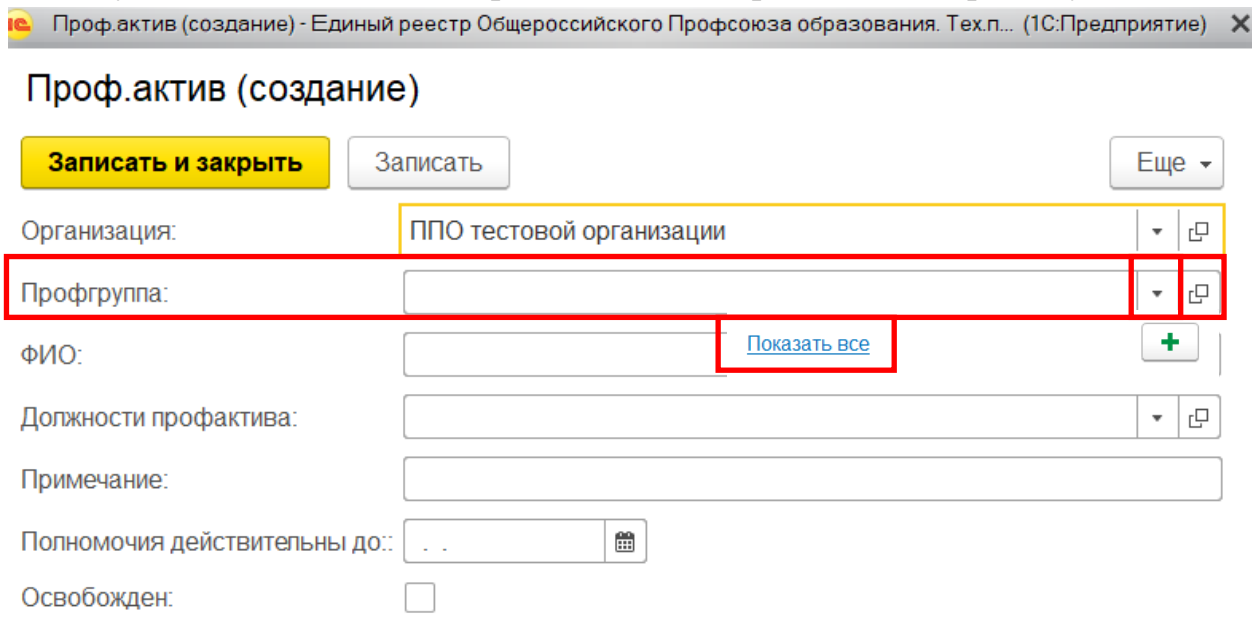 Проф.актив (создание) - Единый реестр Общероссийского Профсоюза образования. Тех.п... (1С:Предприятие)
Проф.актив (создание)
Записать и закрыть Записать Еще
Организация: ППО тестовой организации
Профгруппа:
Показать все
ФИО:
Должности профактива:
Примечание:
Полномочия действительны до:: . .
Освобожден: